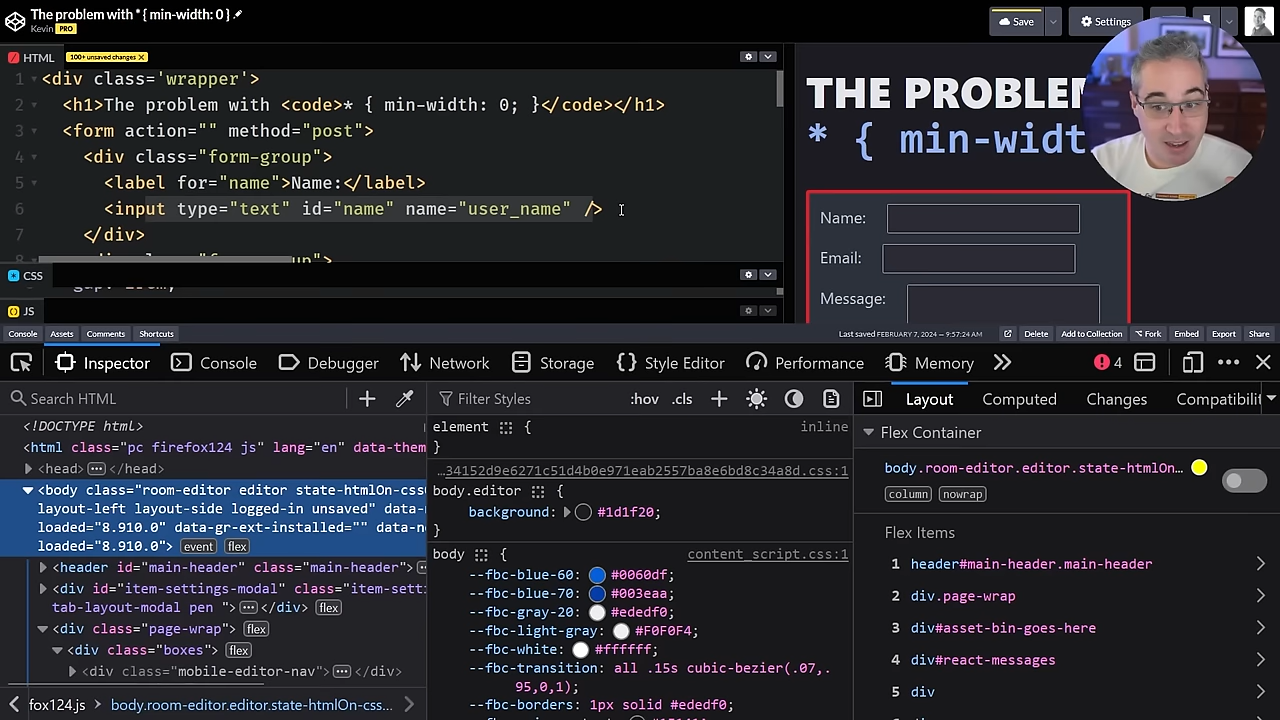 The problem with * { min-width: 0 }
Kevin PRO
Save
Settings
HTML
100+ unsaved changes X
1 <div class='wrapper'>
2 <h1>The problem with <code>* { min-width: 0; }</code></h1>
3 <form action="" method="post">
4 <div class="form-group">
5 <label for="name">Name:</label>
6 <input type="text" id="name" name="user_name" />
7 </div>
8
CSS
JS
THE PROBLEM
* { min-widt
Name:
Email:
Message:
Console Assets Comments Shortcuts
Last saved FEBRUARY 7, 2024 — 9:57:24 AM
Delete Add to Collection Fork Embed Export Share
Inspector Console Debugger Network Storage Style Editor Performance Memory
4
Search HTML
<!DOCTYPE html>
<html class="pc firefox124 js" lang="en" data-them
<head> ··· </head>
<body class="room-editor editor state-htmlOn-css
layout-left layout-side logged-in unsaved" data-
loaded="8.910.0" data-gr-ext-installed="" data-n
loaded="8.910.0"> event flex
<header id="main-header" class="main-header">
<div id="item-settings-modal" class="item-setti
tab-layout-modal pen "> ··· </div> flex
<div class="page-wrap"> flex
<div class="boxes"> flex
<div class="mobile-editor-nav"> ··· </div>
fox124.js
body.room-editor.editor.state-htmlOn-css...
Filter Styles
:hov .cls
element {
inline
}
…34152d9e6271c51d4b0e971eab2557ba8e6bd8c34a8d.css:1
body.editor {
background: #1d1f20;
}
body {
content_script.css:1
--fbc-blue-60: #0060df;
--fbc-blue-70: #003eaa;
--fbc-gray-20: #ededf0;
--fbc-light-gray: #F0F0F4;
--fbc-white: #ffffff;
--fbc-transition: all .15s cubic-bezier(.07,.
95,0,1);
--fbc-borders: 1px solid #ededf0;
Layout Computed Changes Compatibili
Flex Container
body.room-editor.editor.state-htmlOn…
column nowrap
Flex Items
1 header#main-header.main-header
2 div.page-wrap
3 div#asset-bin-goes-here
4 div#react-messages
5 div